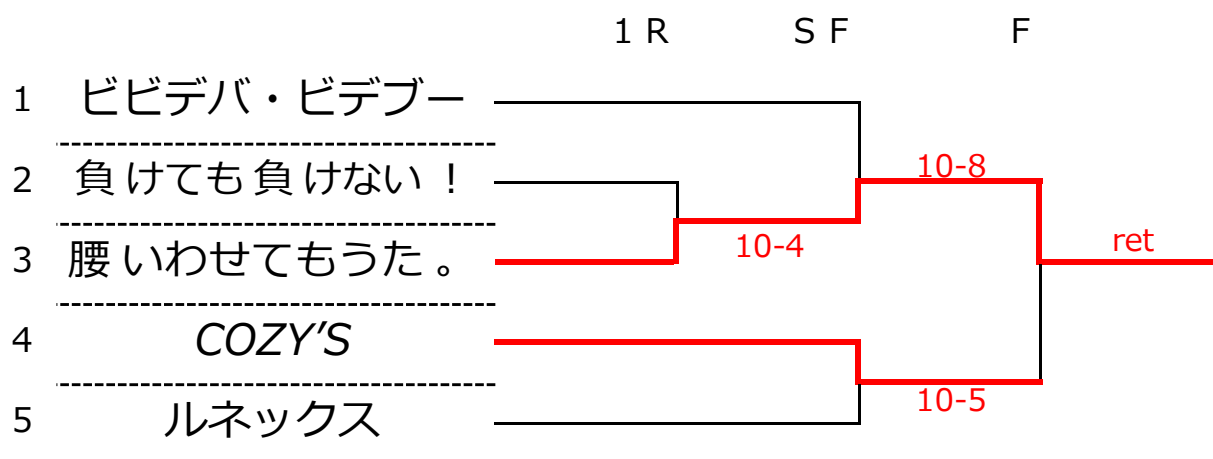 1 R S F F
1 ビビデバ・ビデブー
10-8
2 負けても負けない！
ret
10-4
3 腰いわせてもうた。
4 COZY'S
10-5
5 ルネックス